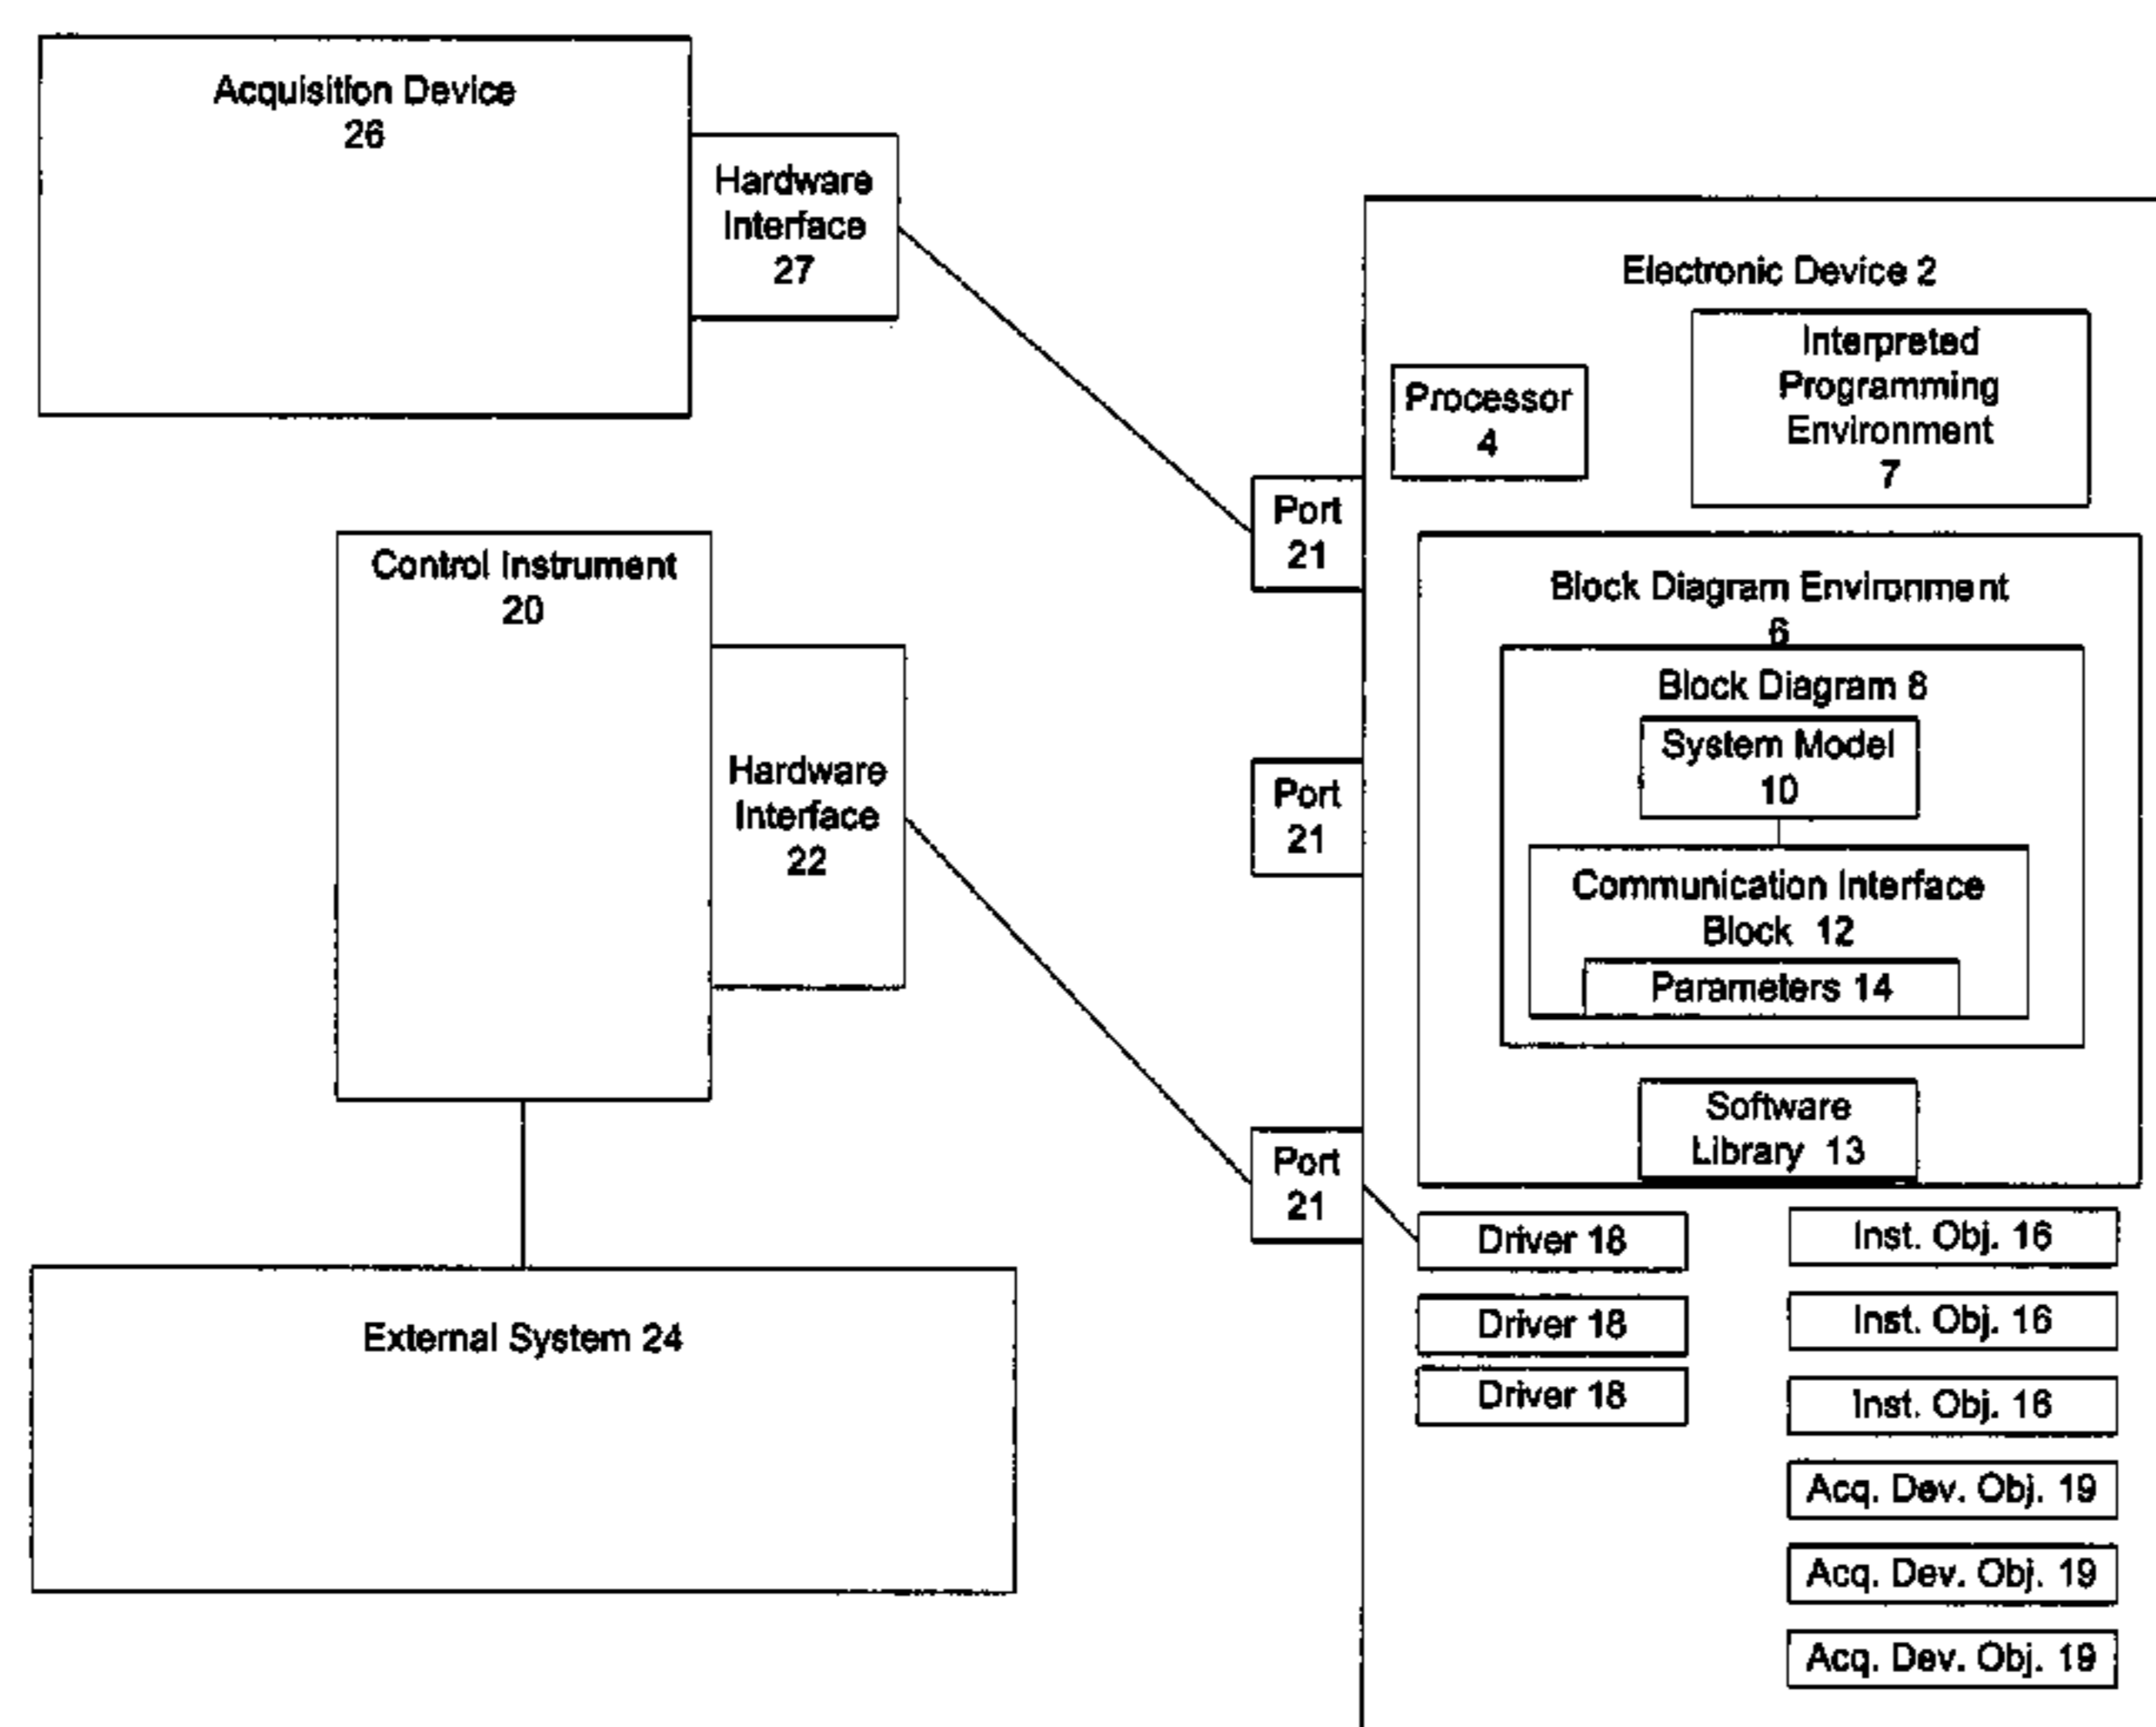 Acquisition Device
26
Hardware
Interface
27
Electronic Device 2
Interpreted
Programming
Environment
7
Processor
4
Port
21
Control Instrument
20
Block Diagram Environment
6
Block Diagram 8
System Model
10
Hardware
Interface
22
Port
21
Communication Interface
Block 12
Parameters 14
Software
Library 13
Port
21
Driver 18
Inst. Obj. 16
External System 24
Driver 18
Inst. Obj. 16
Driver 18
Inst. Obj. 16
Acq. Dev. Obj. 19
Acq. Dev. Obj. 19
Acq. Dev. Obj. 19